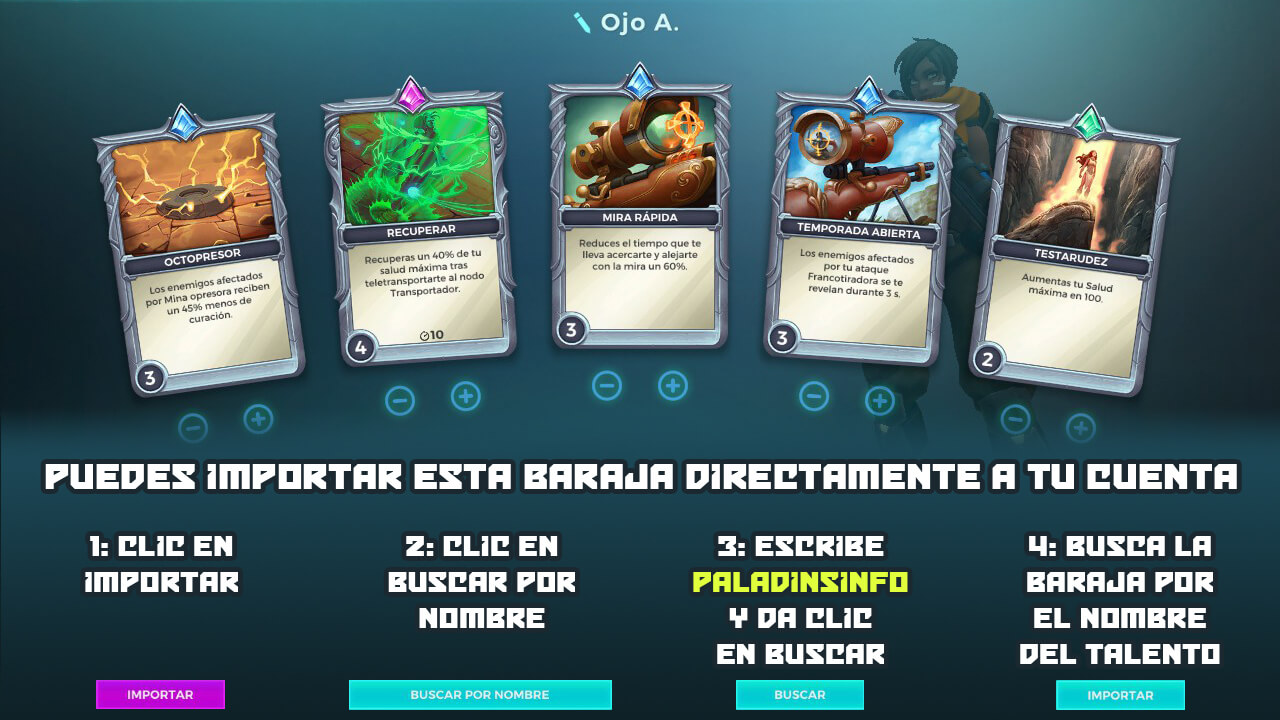 Ojo A.
OCTOPRESOR
Los enemigos afectados
por Mina opresora reciben
un 45% menos de
curación.
3
RECUPERAR
Recuperas un 40% de tu
salud máxima tras
teletransportarte al nodo
Transportador.
10
4
MIRA RÁPIDA
Reduces el tiempo que te
lleva acercarte y alejarte
con la mira un 60%.
3
TEMPORADA ABIERTA
Los enemigos afectados
por tu ataque
Francotiradora se te
revelan durante 3 s.
3
TESTARUDEZ
Aumentas tu Salud
máxima en 100.
2
PUEDES IMPORTAR ESTA BARAJA DIRECTAMENTE A TU CUENTA
1: CLIC EN
IMPORTAR
IMPORTAR
2: CLIC EN
BUSCAR POR
NOMBRE
BUSCAR POR NOMBRE
3: ESCRIBE
PALADINSINFO
Y DA CLIC
EN BUSCAR
BUSCAR
4: BUSCA LA
BARAJA POR
EL NOMBRE
DEL TALENTO
IMPORTAR